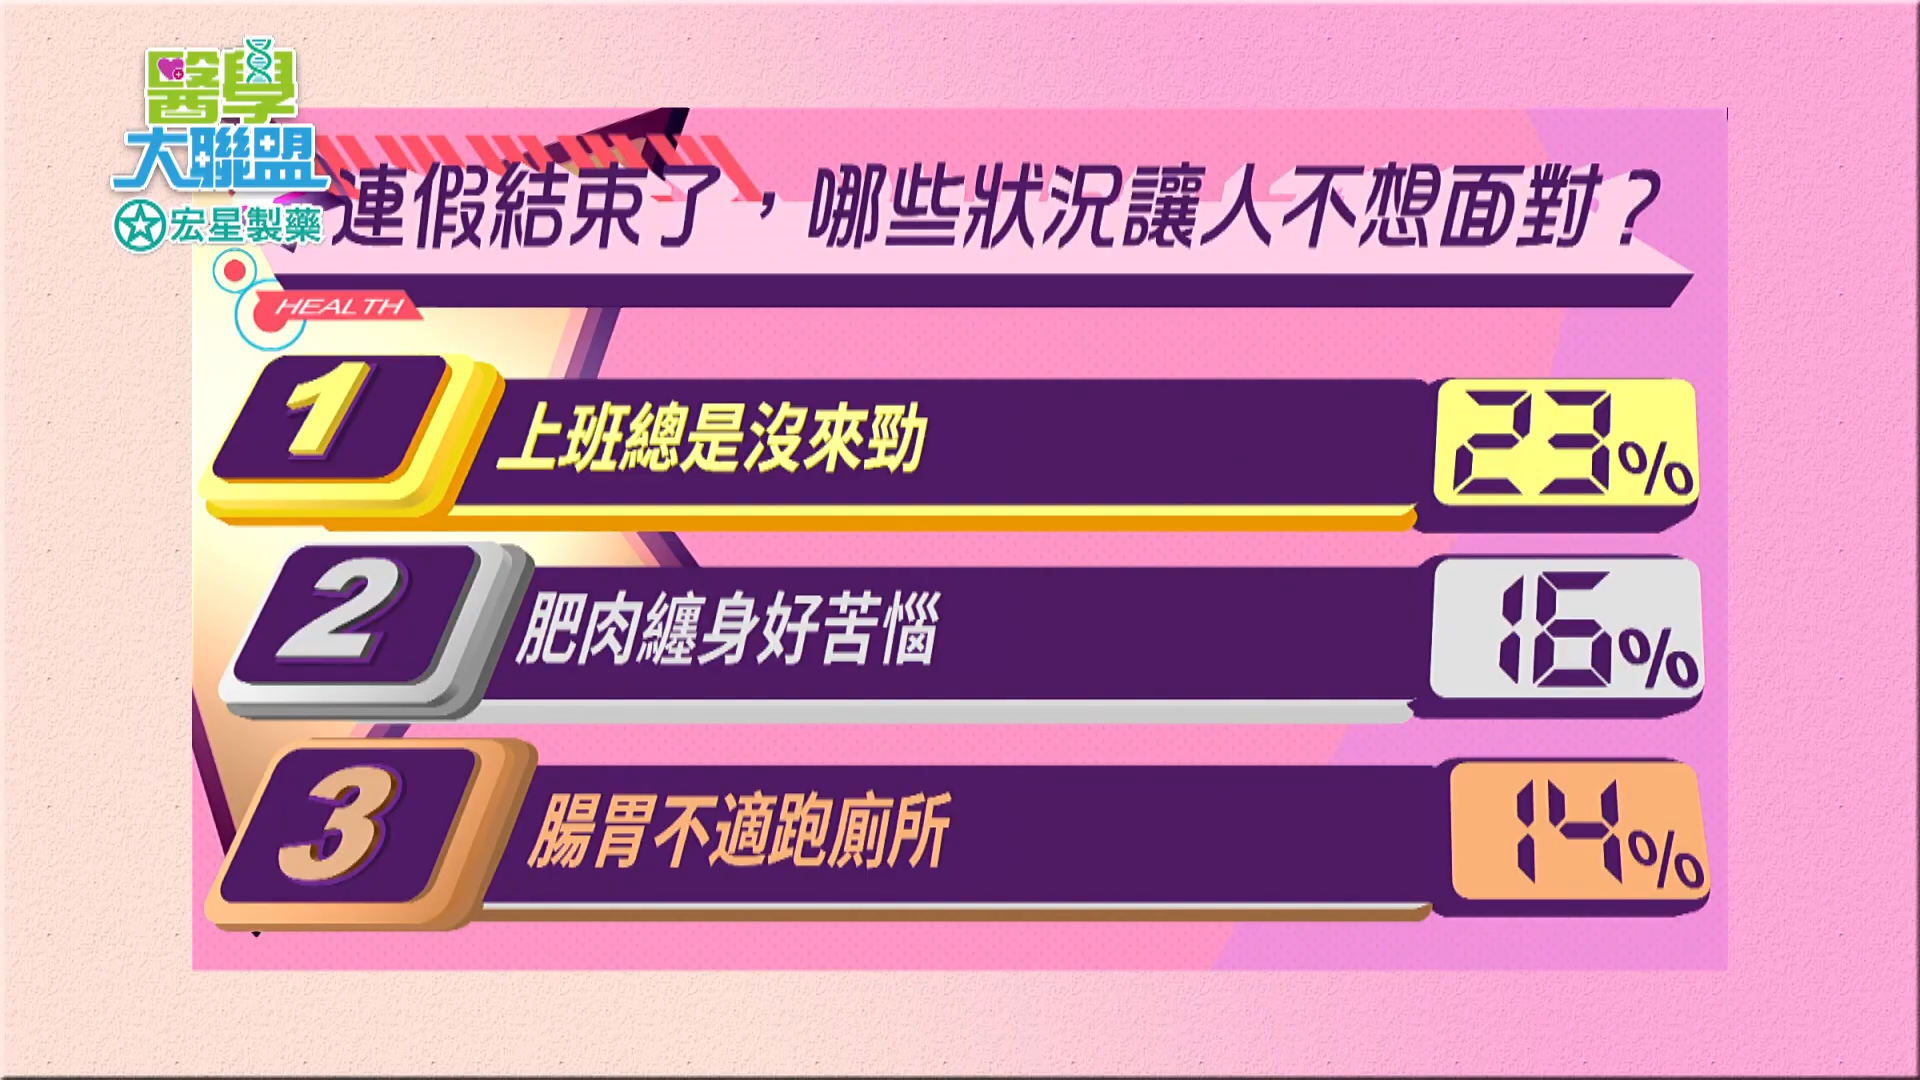 醫學
大聯盟
宏星製藥
連假結束了，哪些狀況讓人不想面對？
HEALTH
1 上班總是沒來勁 23%
2 肥肉纏身好苦惱 16%
3 腸胃不適跑廁所 14%